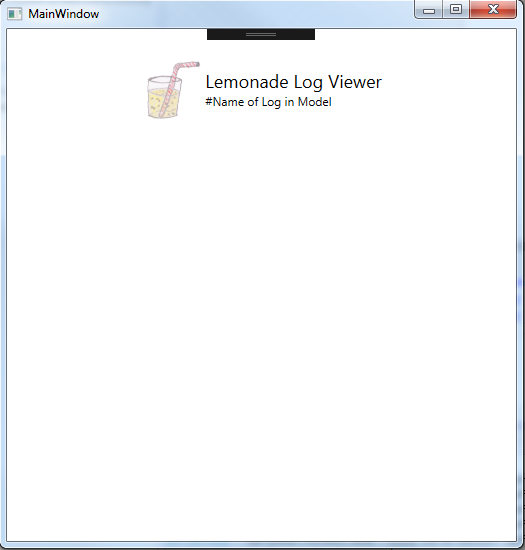 MainWindow
Lemonade Log Viewer
#Name of Log in Model